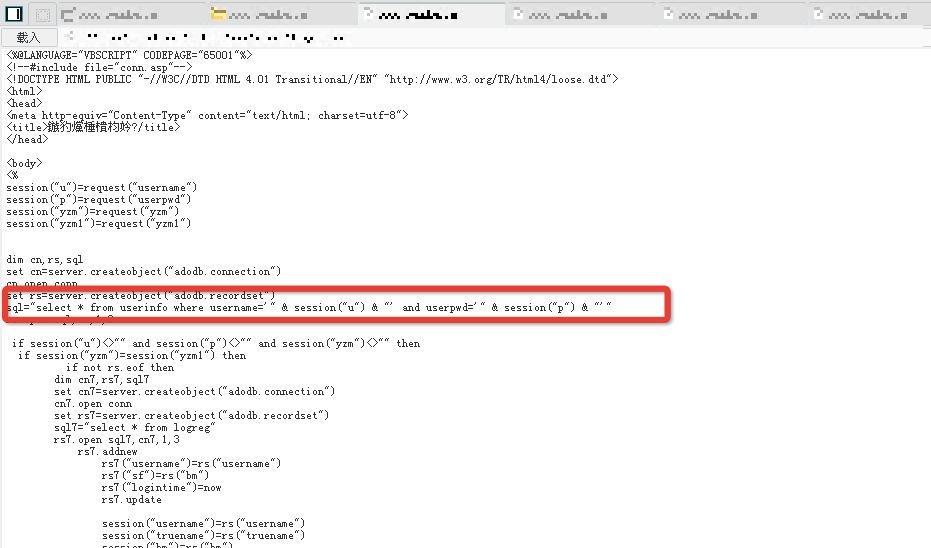 载入
<%@LANGUAGE="VBSCRIPT" CODEPAGE="65001"%>
<!--#include file="conn.asp"-->
<!DOCTYPE HTML PUBLIC "-//W3C//DTD HTML 4.01 Transitional//EN" "http://www.w3.org/TR/html4/loose.dtd">
<html>
<head>
<meta http-equiv="Content-Type" content="text/html; charset=utf-8">
<title>?/title>
</head>
<body>
<%
session("u")=request("username")
session("p")=request("userpwd")
session("yzm")=request("yzm")
session("yzm1")=request("yzm1")
dim cn,rs,sql
set cn=server.createobject("adodb.connection")
cn.open conn
set rs=server.createobject("adodb.recordset")
sql="select * from userinfo where username='" & session("u") & "' and userpwd='" & session("p") & "'"
if session("u")<>"" and session("p")<>"" and session("yzm")<>"" then
if session("yzm")=session("yzm1") then
if not rs.eof then
dim cn7,rs7,sql7
set cn7=server.createobject("adodb.connection")
cn7.open conn
set rs7=server.createobject("adodb.recordset")
sql7="select * from logreg"
rs7.open sql7,cn7,1,3
rs7.addnew
rs7("username")=rs("username")
rs7("sf")=rs("bm")
rs7("logintime")=now
rs7.update
session("username")=rs("username")
session("truename")=rs("truename")
session("bm")=rs("bm")